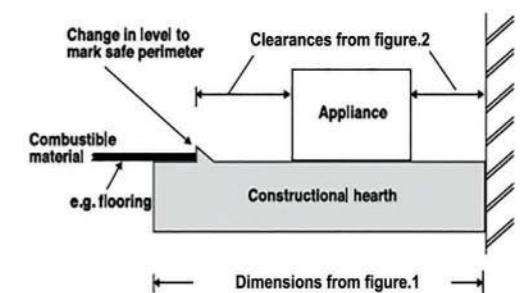 Change in level to
mark safe perimeter
Clearances from figure.2
Appliance
Combustible
material
e.g. flooring
Constructional hearth
Dimensions from figure.1